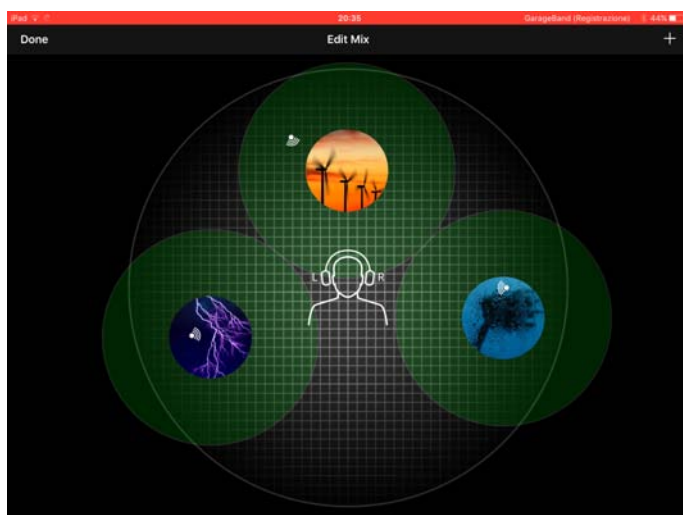 iPad
20:35
GarageBand (Registrazione)
44%
Done
Edit Mix
+
L
R